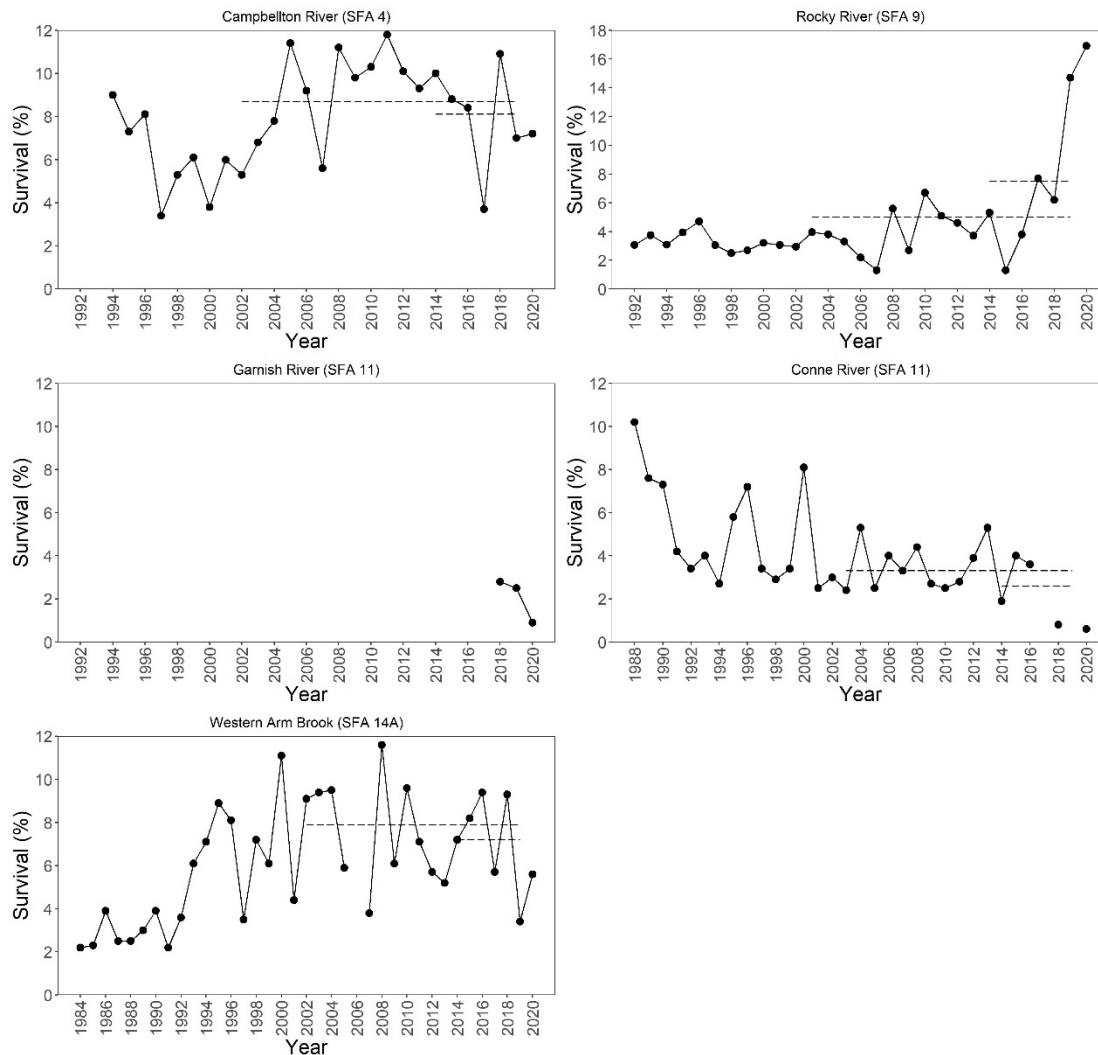 Campbellton River (SFA 4)
Survival (%)
12
10
8
6
4
2
0
1992 1994 1996 1998 2000 2002 2004 2006 2008 2010 2012 2014 2016 2018 2020
Year
Rocky River (SFA 9)
Survival (%)
18
16
14
12
10
8
6
4
2
0
1992 1994 1996 1998 2000 2002 2004 2006 2008 2010 2012 2014 2016 2018 2020
Year
Garnish River (SFA 11)
Survival (%)
12
10
8
6
4
2
0
1992 1994 1996 1998 2000 2002 2004 2006 2008 2010 2012 2014 2016 2018 2020
Year
Conne River (SFA 11)
Survival (%)
12
10
8
6
4
2
0
1988 1990 1992 1994 1996 1998 2000 2002 2004 2006 2008 2010 2012 2014 2016 2018 2020
Year
Western Arm Brook (SFA 14A)
Survival (%)
12
10
8
6
4
2
0
1984 1986 1988 1990 1992 1994 1996 1998 2000 2002 2004 2006 2008 2010 2012 2014 2016 2018 2020
Year